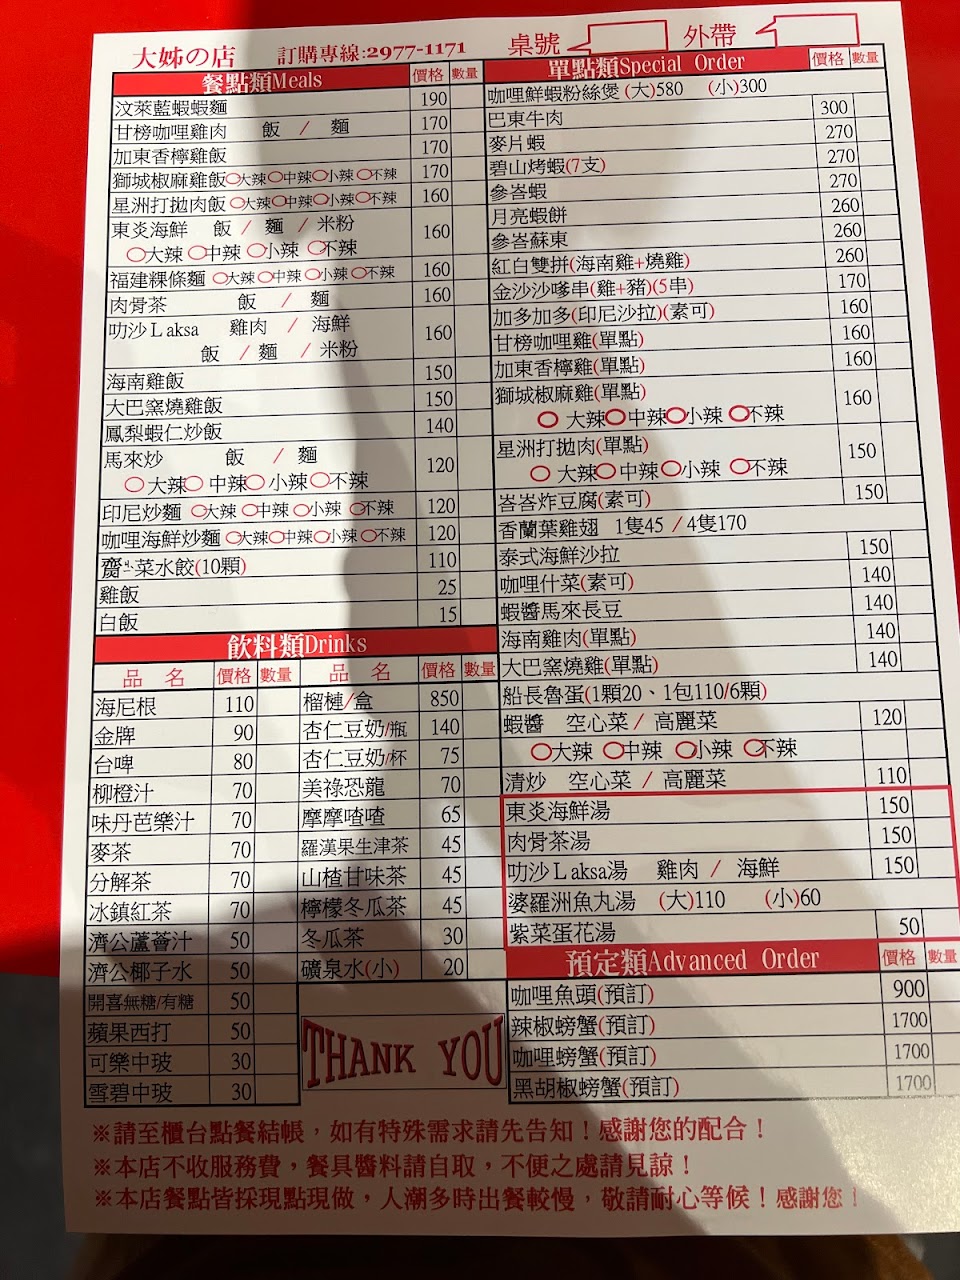 大姊の店 訂購專線:2977-1171 桌號 外帶
餐點類Meals 價格 數量
汶萊藍蝦蝦麵 190
甘榜咖哩雞肉 飯 / 麵 170
加東香檸雞飯 170
獅城椒麻雞飯 大辣 中辣 小辣 不辣 170
星洲打拋肉飯 大辣 中辣 小辣 不辣 160
東炎海鮮 飯 / 麵 / 米粉 160
大辣 中辣 小辣 不辣
福建粿條麵 大辣 中辣 小辣 不辣 160
肉骨茶 飯 / 麵 160
叻沙Laksa 雞肉 / 海鮮 160
飯 / 麵 / 米粉
海南雞飯 150
大巴窯燒雞飯 150
鳳梨蝦仁炒飯 140
馬來炒 飯 / 麵 120
大辣 中辣 小辣 不辣
印尼炒麵 大辣 中辣 小辣 不辣 120
咖哩海鮮炒麵 大辣 中辣 小辣 不辣 120
菜水餃(10顆) 110
雞飯 25
白飯 15
飲料類Drinks
品 名 價格 數量 品 名 價格 數量
海尼根 110 榴槤/盒 850
金牌 90 杏仁豆奶/瓶 140
台啤 80 杏仁豆奶/杯 75
柳橙汁 70 美祿恐龍 70
味丹芭樂汁 70 摩摩喳喳 65
麥茶 70 羅漢果生津茶 45
分解茶 70 山楂甘味茶 45
冰鎮紅茶 70 檸檬冬瓜茶 45
濟公蘆薈汁 50 冬瓜茶 30
濟公椰子水 50 礦泉水(小) 20
開喜無糖/有糖 50
蘋果西打 50
可樂中玻 30
雪碧中玻 30
THANK YOU
單點類Special Order 價格 數量
咖哩鮮蝦粉絲煲 (大)580 (小)300
巴東牛肉 300
麥片蝦 270
碧山烤蝦(7支) 270
參峇蝦 270
月亮蝦餅 260
參峇蘇東 260
紅白雙拼(海南雞+燒雞) 260
金沙沙嗲串(雞+豬)(5串) 170
加多加多(印尼沙拉)(素可) 160
甘榜咖哩雞(單點) 160
加東香檸雞(單點) 160
獅城椒麻雞(單點) 160
大辣 中辣 小辣 不辣
星洲打拋肉(單點) 150
大辣 中辣 小辣 不辣
峇峇炸豆腐(素可) 150
香蘭葉雞翅 1隻45 / 4隻170
泰式海鮮沙拉 150
咖哩什菜(素可) 140
蝦醬馬來長豆 140
海南雞肉(單點) 140
大巴窯燒雞(單點) 140
船長魯蛋(1顆20、1包110/6顆)
蝦醬 空心菜 / 高麗菜 120
大辣 中辣 小辣 不辣
清炒 空心菜 / 高麗菜 110
東炎海鮮湯 150
肉骨茶湯 150
叻沙Laksa湯 雞肉 / 海鮮 150
婆羅洲魚丸湯 (大)110 (小)60
紫菜蛋花湯 50
預定類Advanced Order 價格 數量
咖哩魚頭(預訂) 900
辣椒螃蟹(預訂) 1700
咖哩螃蟹(預訂) 1700
黑胡椒螃蟹(預訂) 1700
※請至櫃台點餐結帳，如有特殊需求請先告知！感謝您的配合！
※本店不收服務費，餐具醬料請自取，不便之處請見諒！
※本店餐點皆採現點現做，人潮多時出餐較慢，敬請耐心等候！感謝您！